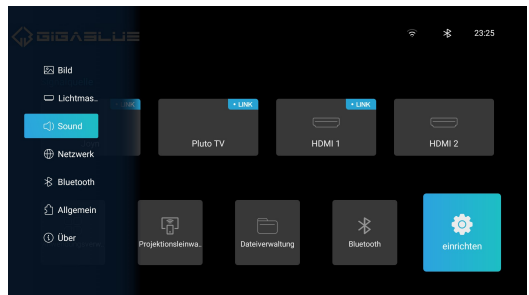 GIGABLUE
23:25
Bild
Lichtmas..
Sound
Netzwerk
Bluetooth
Allgemein
Über
LINK
• LINK
• LINK
Pluto TV
HDMI 1
HDMI 2
Projektionsleinwa..
Dateiverwaltung
Bluetooth
einrichten